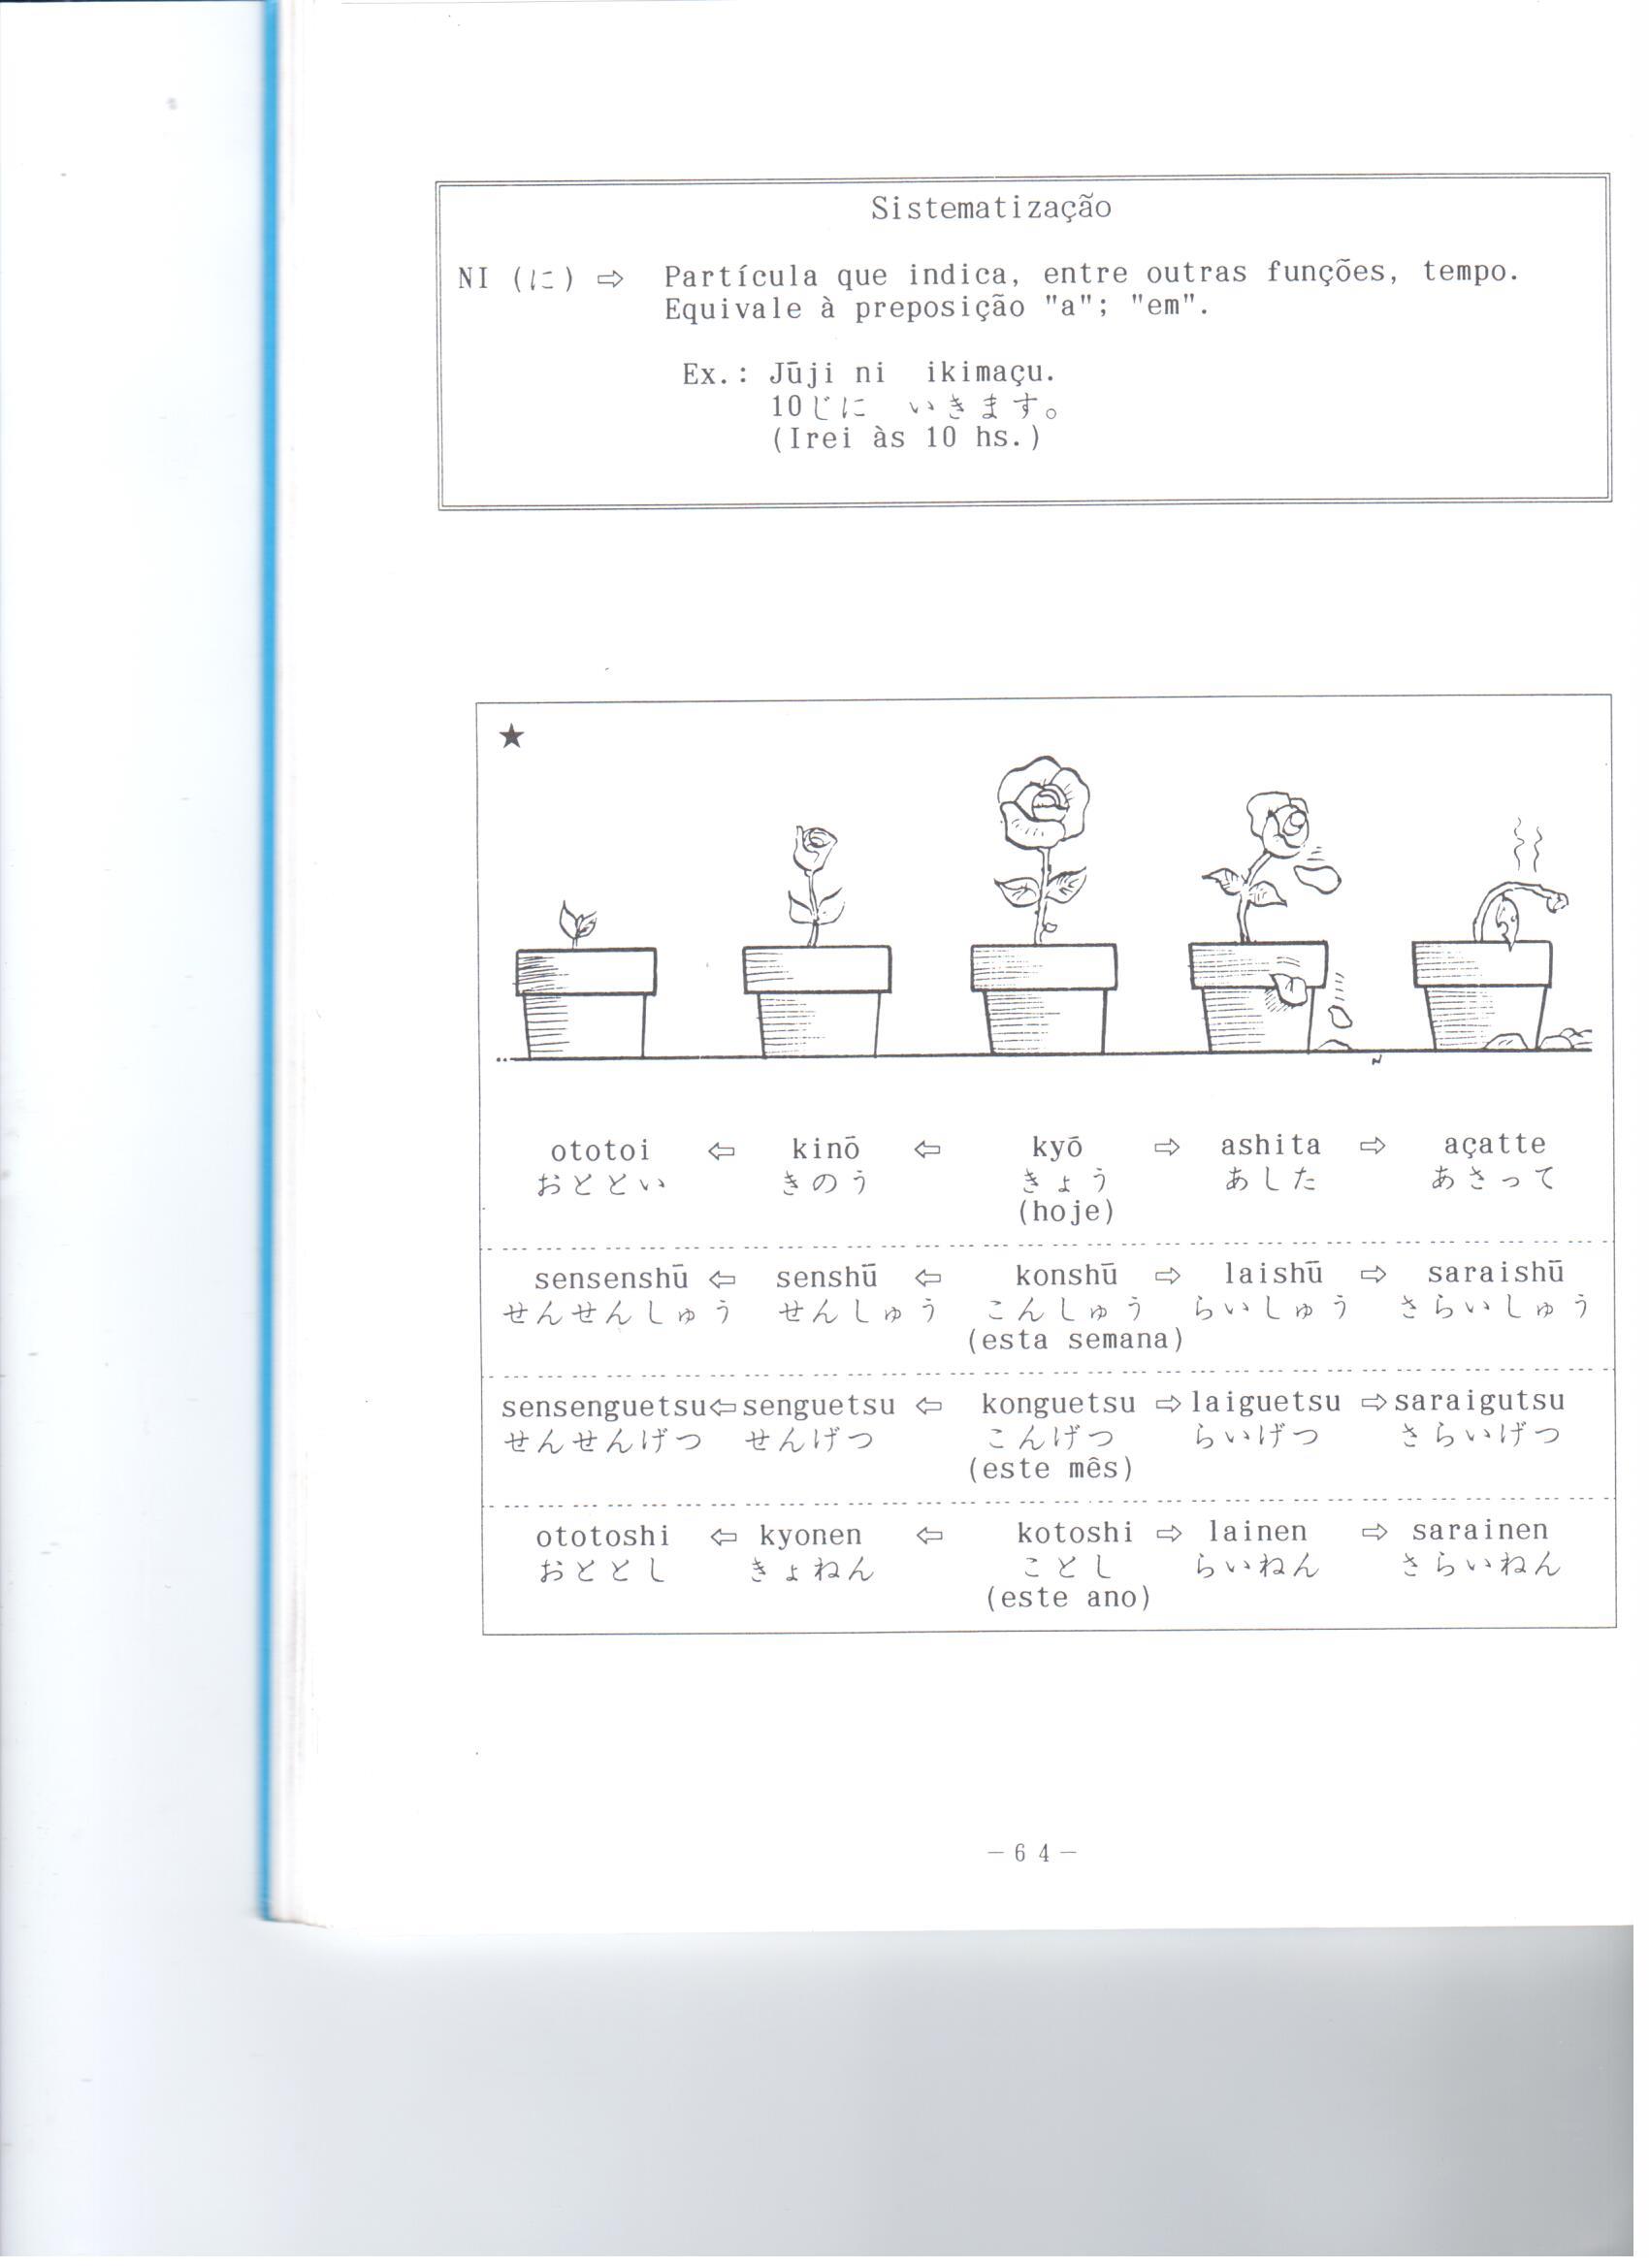 Sistematização
NI (に) ⇨ Partícula que indica, entre outras funções, tempo.
Equivale à preposição "a"; "em".
Ex.: Jūji ni ikimaçu.
10じに いきます。
(Irei às 10 hs.)
★
ototoi ⇦ kinō ⇦ kyō ⇨ ashita ⇨ açatte
おととい きのう きょう あした あさって
(hoje)
sensenshū ⇦ senshū ⇦ konshū ⇨ laishū ⇨ saraishū
せんせんしゅう せんしゅう こんしゅう らいしゅう さらいしゅう
(esta semana)
sensenguetsu⇦senguetsu ⇦ konguetsu ⇨laiguetsu ⇨saraigutsu
せんせんげつ せんげつ こんげつ らいげつ さらいげつ
(este mês)
ototoshi ⇦ kyonen ⇦ kotoshi ⇨ lainen ⇨ sarainen
おととし きょねん ことし らいねん さらいねん
(este ano)
－64－